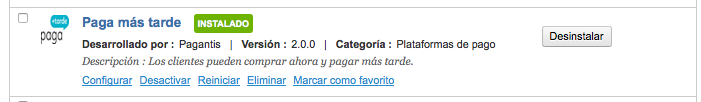 +tarde
paga
Paga más tarde INSTALADO
Desarrollado por : Pagantis | Versión : 2.0.0 | Categoría : Plataformas de pago
Desinstalar
Descripción : Los clientes pueden comprar ahora y pagar más tarde.
Configurar Desactivar Reiniciar Eliminar Marcar como favorito